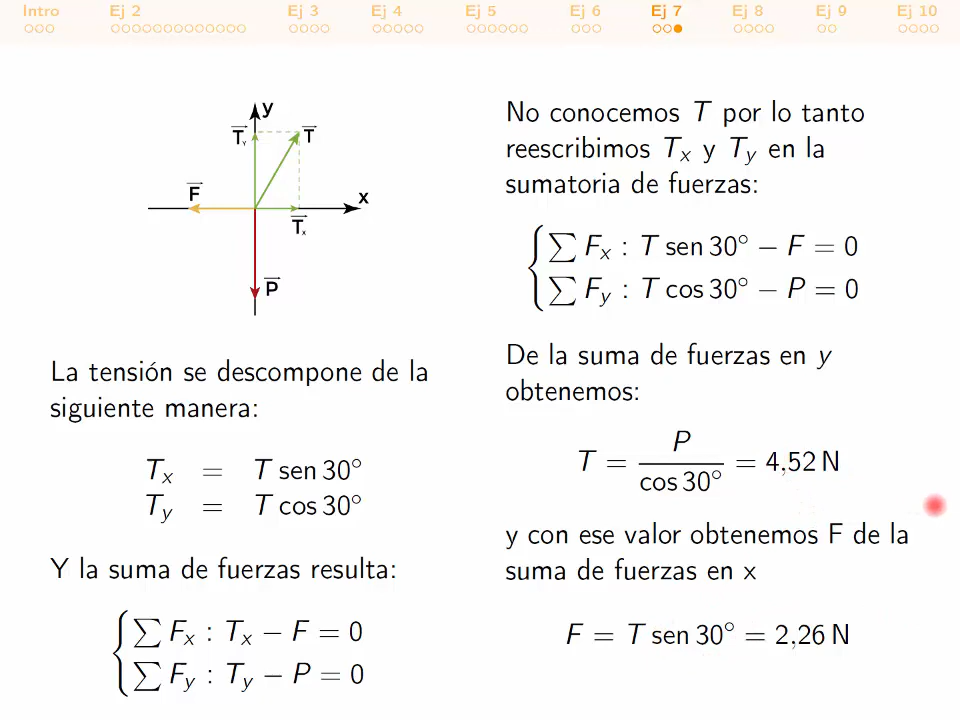 Intro Ej 2 Ej 3 Ej 4 Ej 5 Ej 6 Ej 7 Ej 8 Ej 9 Ej 10
y
T⃗_Y T⃗
F⃗ x
T⃗_X
P⃗
La tensión se descompone de la
siguiente manera:
T_x = T sen 30°
T_y = T cos 30°
Y la suma de fuerzas resulta:
∑ F_x : T_x − F = 0
∑ F_y : T_y − P = 0
No conocemos T por lo tanto
reescribimos T_x y T_y en la
sumatoria de fuerzas:
∑ F_x : T sen 30° − F = 0
∑ F_y : T cos 30° − P = 0
De la suma de fuerzas en y
obtenemos:
T = P / cos 30° = 4,52 N
y con ese valor obtenemos F de la
suma de fuerzas en x
F = T sen 30° = 2,26 N